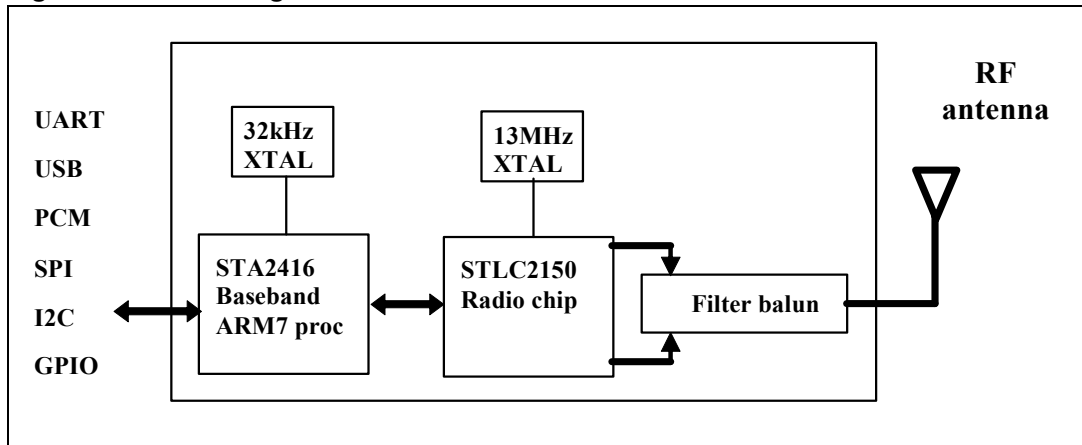 UART
USB
PCM
SPI
I2C
GPIO
32kHz
XTAL
13MHz
XTAL
STA2416
Baseband
ARM7 proc
STLC2150
Radio chip
Filter balun
RF
antenna